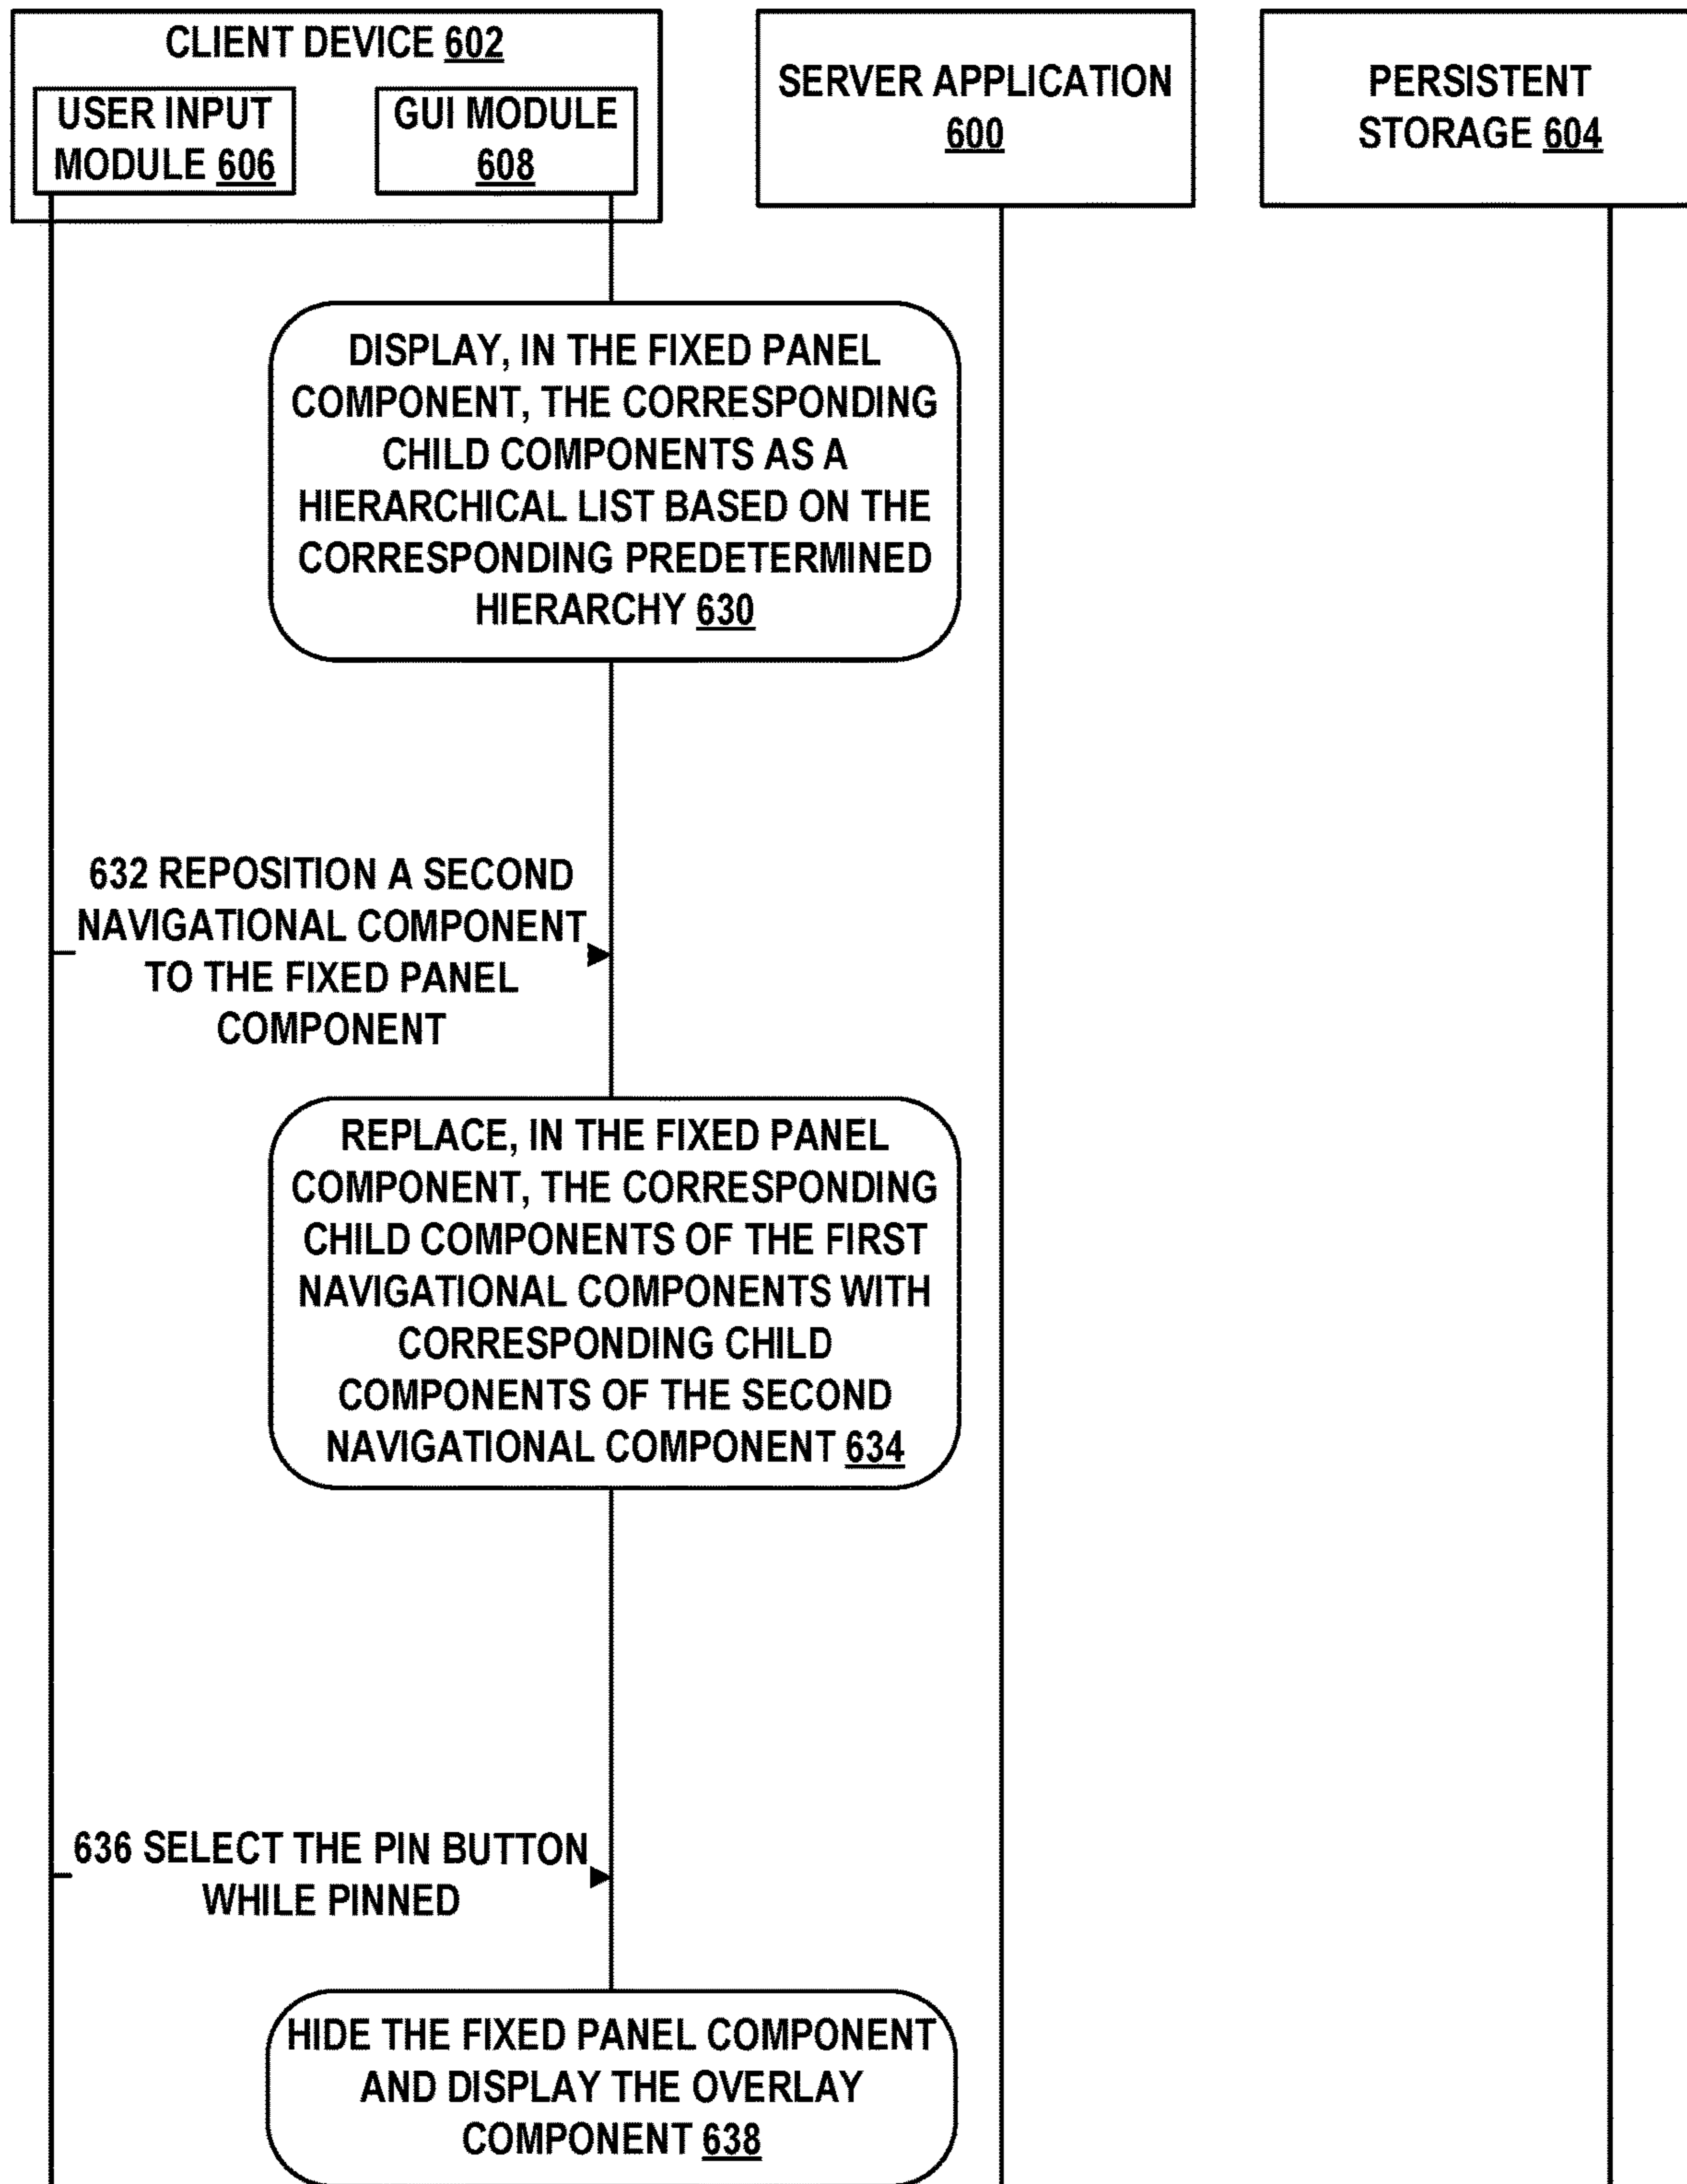 CLIENT DEVICE 602
USER INPUT
MODULE 606
GUI MODULE
608
SERVER APPLICATION
600
PERSISTENT
STORAGE 604
DISPLAY, IN THE FIXED PANEL
COMPONENT, THE CORRESPONDING
CHILD COMPONENTS AS A
HIERARCHICAL LIST BASED ON THE
CORRESPONDING PREDETERMINED
HIERARCHY 630
632 REPOSITION A SECOND
NAVIGATIONAL COMPONENT
TO THE FIXED PANEL
COMPONENT
REPLACE, IN THE FIXED PANEL
COMPONENT, THE CORRESPONDING
CHILD COMPONENTS OF THE FIRST
NAVIGATIONAL COMPONENTS WITH
CORRESPONDING CHILD
COMPONENTS OF THE SECOND
NAVIGATIONAL COMPONENT 634
636 SELECT THE PIN BUTTON
WHILE PINNED
HIDE THE FIXED PANEL COMPONENT
AND DISPLAY THE OVERLAY
COMPONENT 638